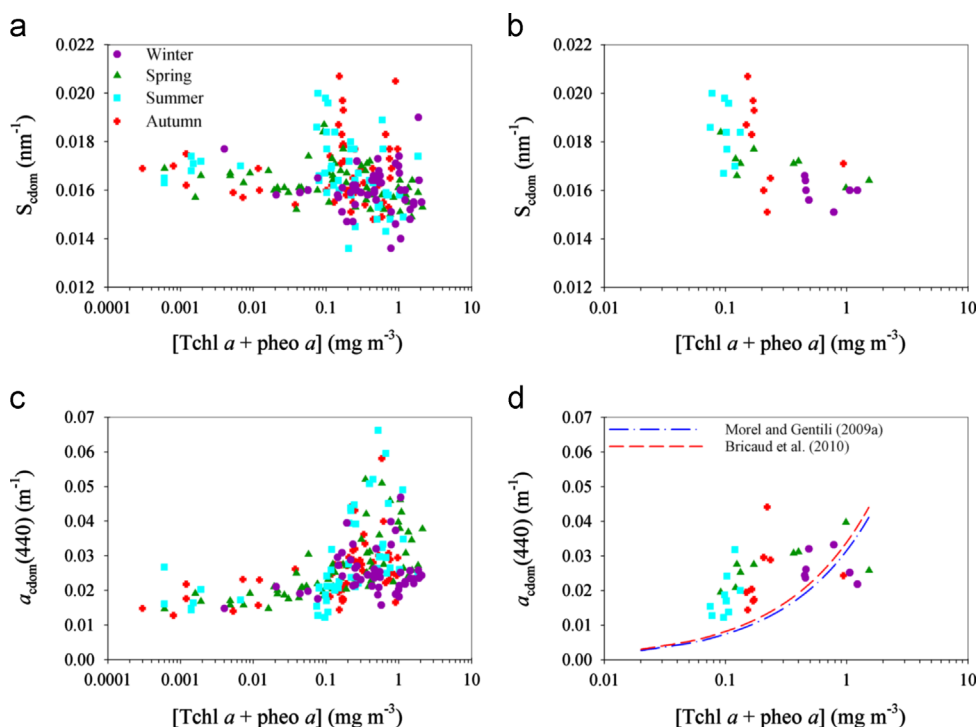 a
0.022
0.020
0.018
0.016
0.014
0.012
S cdom (nm-1)
Winter
Spring
Summer
Autumn
0.0001 0.001 0.01 0.1 1 10
[Tchl a + pheo a] (mg m-3)
b
0.022
0.020
0.018
0.016
0.014
0.012
S cdom (nm-1)
0.01 0.1 1 10
[Tchl a + pheo a] (mg m-3)
c
0.07
0.06
0.05
0.04
0.03
0.02
0.01
0.00
a cdom(440) (m-1)
0.0001 0.001 0.01 0.1 1 10
[Tchl a + pheo a] (mg m-3)
d
0.07
0.06
0.05
0.04
0.03
0.02
0.01
0.00
a cdom(440) (m-1)
Morel and Gentili (2009a)
Bricaud et al. (2010)
0.01 0.1 1 10
[Tchl a + pheo a] (mg m-3)